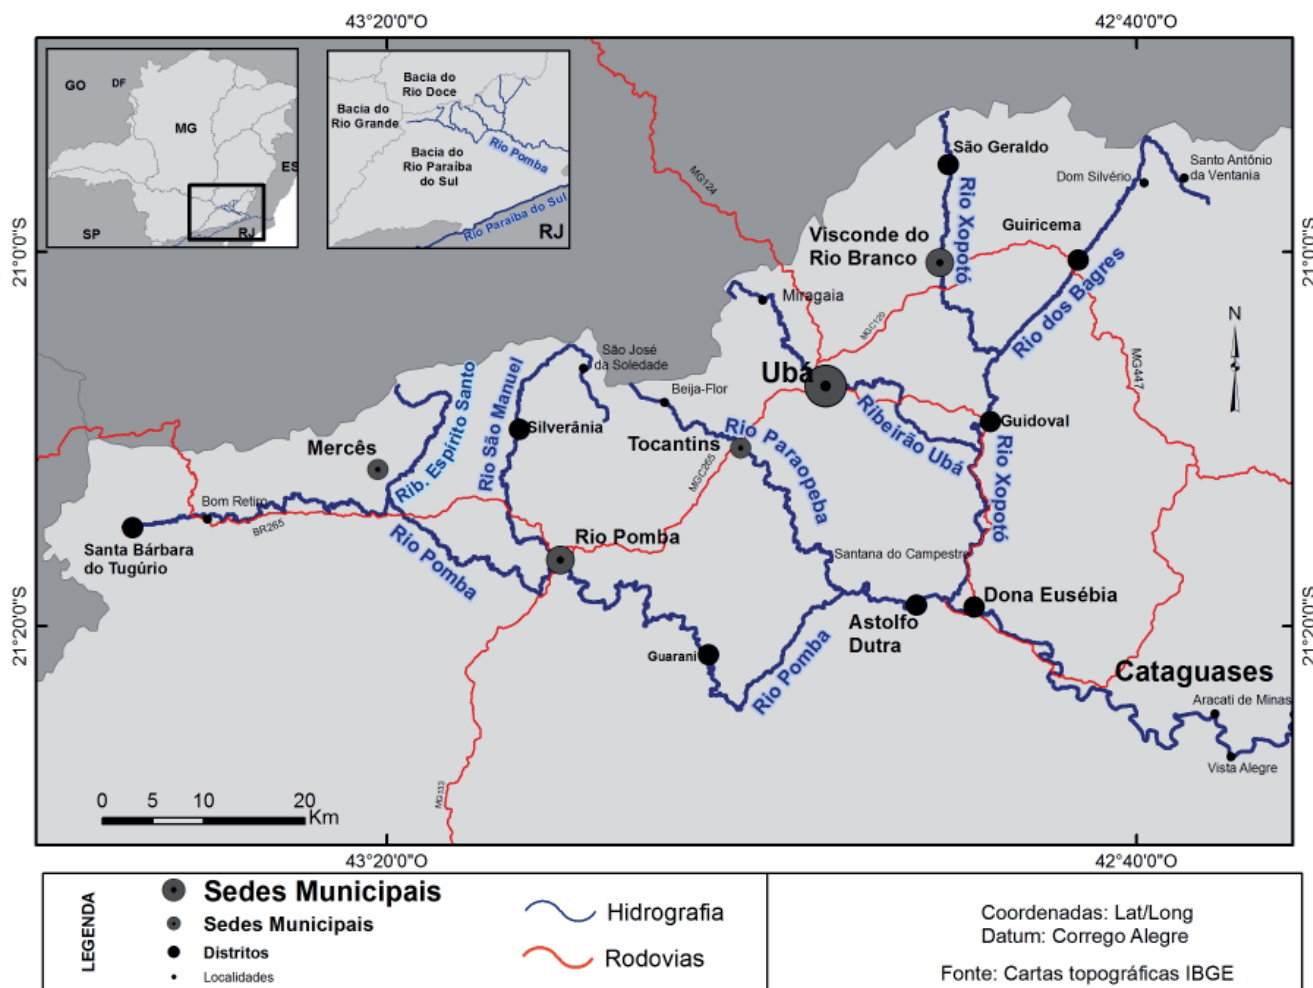 43°20'0"O
42°40'0"O
GO
DF
MG
ES
SP
RJ
Bacia do
Rio Doce
Bacia do
Rio Grande
Rio Pomba
Bacia do
Rio Paraíba
do Sul
Rio Paraíba do Sul
RJ
MG124
São Geraldo
Rio Xopotó
Dom Silvério
Santo Antônio
da Ventania
21°0'0"S
21°0'0"S
Visconde do
Rio Branco
Guiricema
Rio dos Bagres
Miragaia
MGC120
N
São José
da Soledade
Ubá
MG447
Rib. Espírito Santo
Rio São Manuel
Beija-Flor
Silverânia
Mercês
Tocantins
Rio Paraopeba
Ribeirão Ubá
Guidoval
Rio Xopotó
MGC265
Bom Retiro
BR265
Santa Bárbara
do Tugúrio
Rio Pomba
Rio Pomba
Santana do Campestre
Dona Eusébia
Astolfo
Dutra
21°20'0"S
21°20'0"S
Guarani
Rio Pomba
Cataguases
Aracati de Minas
Vista Alegre
MG133
0 5 10 20
Km
43°20'0"O
42°40'0"O
LEGENDA
Sedes Municipais
Sedes Municipais
Distritos
Localidades
Hidrografia
Rodovias
Coordenadas: Lat/Long
Datum: Corrego Alegre
Fonte: Cartas topográficas IBGE